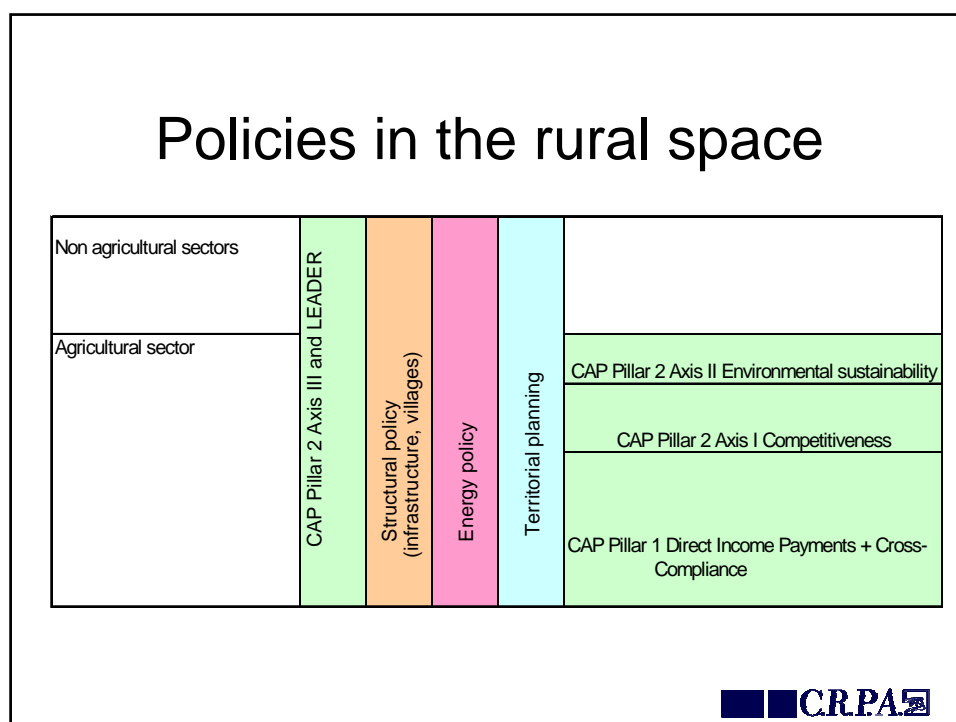 Policies in the rural space
Non agricultural sectors
Agricultural sector
CAP Pillar 2 Axis III and LEADER
Structural policy
(infrastructure, villages)
Energy policy
Territorial planning
CAP Pillar 2 Axis II Environmental sustainability
CAP Pillar 2 Axis I Competitiveness
CAP Pillar 1 Direct Income Payments + Cross-
Compliance
C.R.P.A.